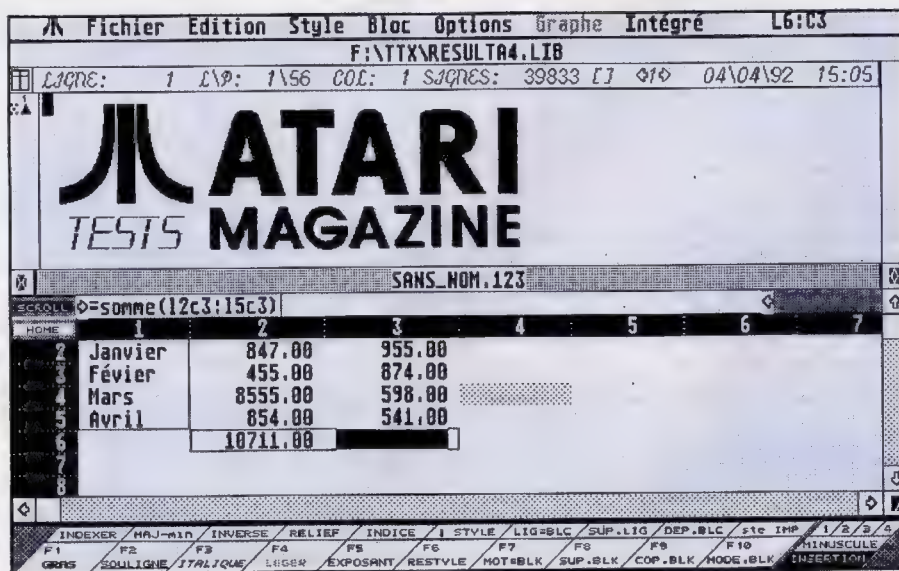 Fichier Edition Style Bloc Options Graphe Intégré L6:C3
F:\TTX\RESULTA4.LIB
LIGNE: 1 L\P: 1\56 COL: 1 SIGNES: 39833 [] 1 04\04\92 15:05
ATARI
TESTS MAGAZINE
SANS_NOM.123
SCROLL =somme(l2c3:l5c3)
HOME 1 2 3 4 5 6 7
2 Janvier 847.00 955.00
3 Févier 455.00 874.00
4 Mars 8555.00 598.00
5 Avril 854.00 541.00
6 10711.00
7
8
INDEXER MAJ-min INVERSE RELIEF INDICE 1 STYLE LIG=BLC SUP.LIG DEP.BLC ste IMP 1 2 3 4
F1 F2 F3 F4 F5 F6 F7 F8 F9 F10 MINUSCULE
GRAS SOULIGNE ITALIQUE LEGER EXPOSANT RESTYLE MOT=BLK SUP.BLK COP.BLK MODE.BLK INSERTION